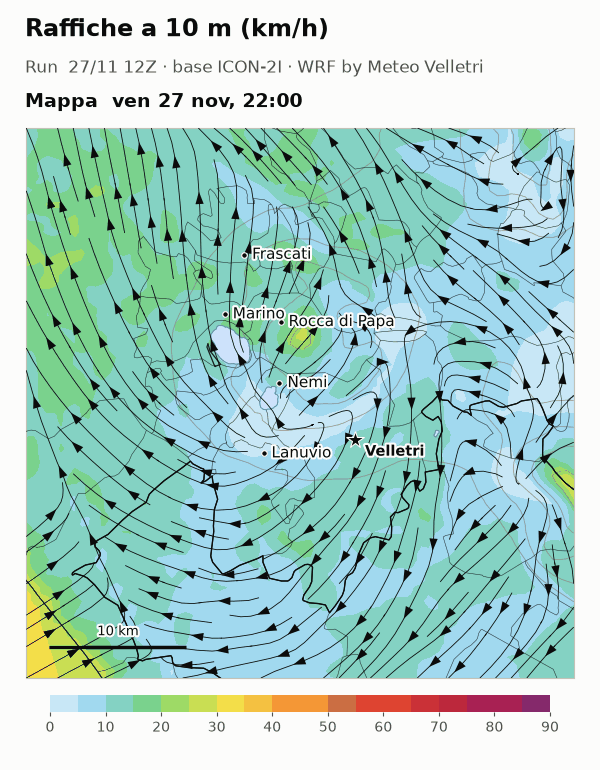 Raffiche a 10 m (km/h)
Run  27/11 12Z · base ICON-2I · WRF by Meteo Velletri
Mappa  ven 27 nov, 22:00
Frascati
Marino
Rocca di Papa
Nemi
Velletri
Lanuvio
10 km
0 10 20 30 40 50 60 70 80 90